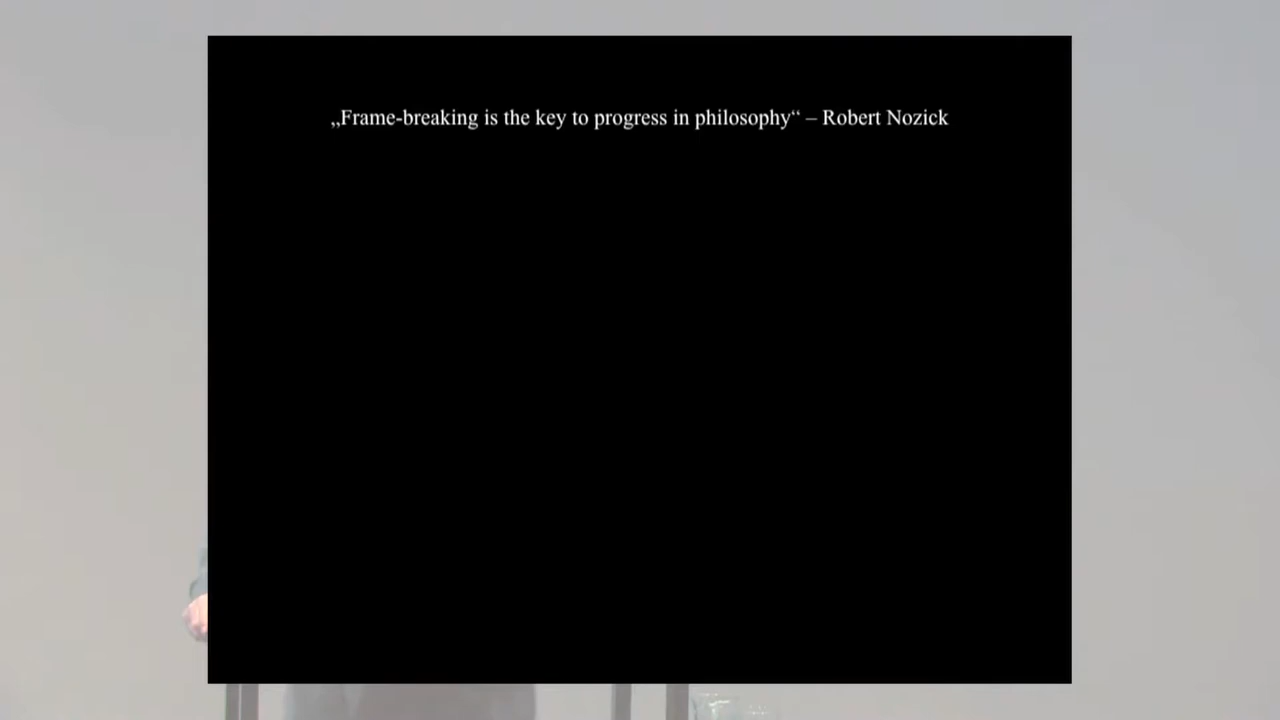 „Frame-breaking is the key to progress in philosophy“ – Robert Nozick